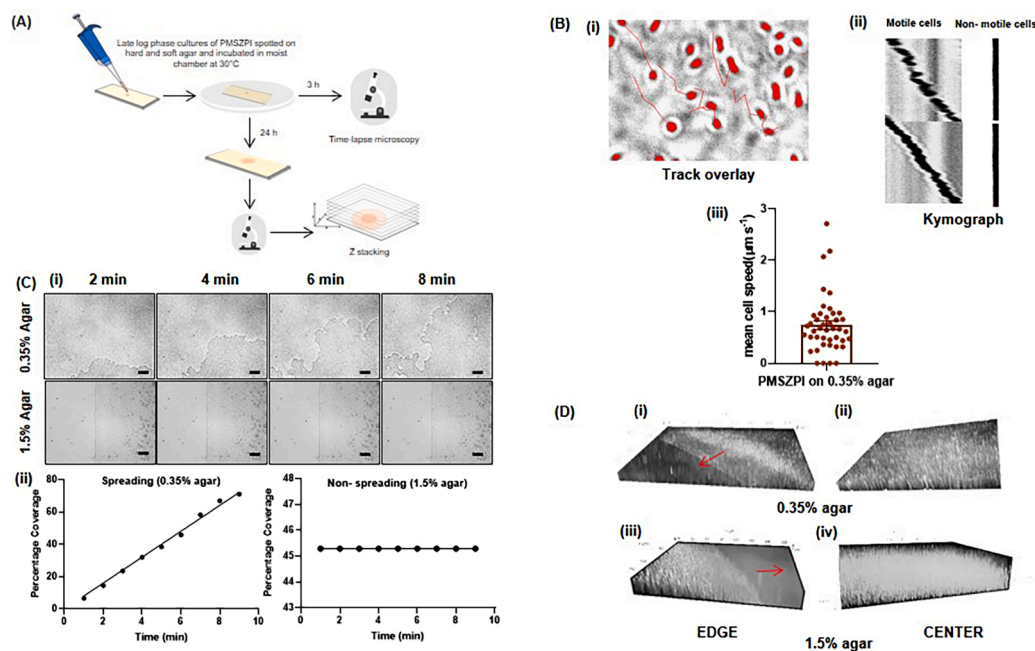 (A)
Late log phase cultures of PMSZPI spotted on
hard and soft agar and incubated in moist
chamber at 30°C
3 h
Time-lapse microscopy
24 h
Z stacking
(B)
(i)
Track overlay
(ii)
Motile cells
Non- motile cells
Kymograph
(iii)
mean cell speed(µm s⁻¹)
3
2
1
0
PMSZPI on 0.35% agar
(C)
(i)
2 min
4 min
6 min
8 min
0.35% Agar
1.5% Agar
(ii)
Spreading (0.35% agar)
Percentage Coverage
80
60
40
20
0
0 2 4 6 8 10
Time (min)
Non- spreading (1.5% agar)
Percentage Coverage
48
47
46
45
44
43
0 2 4 6 8 10
Time (min)
(D)
(i)
(ii)
0.35% agar
(iii)
(iv)
EDGE
CENTER
1.5% agar